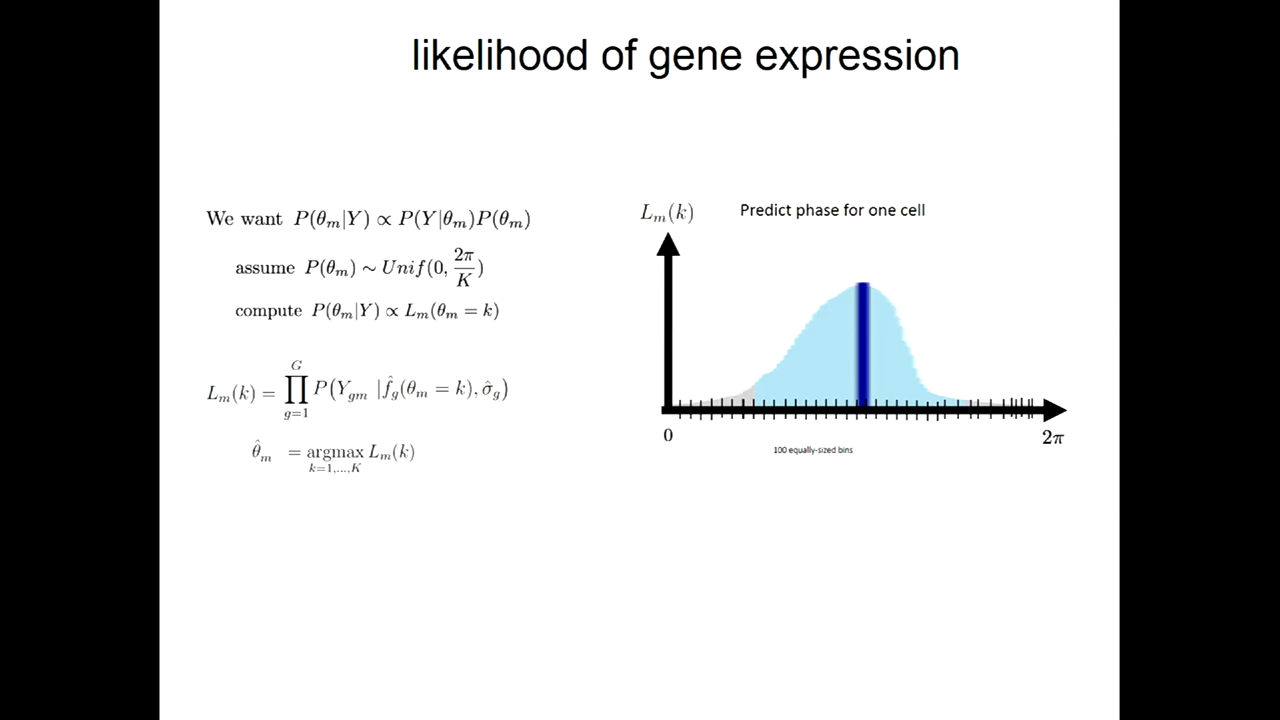 likelihood of gene expression
We want P(θ_m|Y) ∝ P(Y|θ_m)P(θ_m)
assume P(θ_m) ∼ Unif(0, 2π/K)
compute P(θ_m|Y) ∝ L_m(θ_m = k)
L_m(k) = ∏_{g=1}^{G} P(Y_{gm} |f̂_g(θ_m = k), σ̂_g)
θ̂_m = argmax_{k=1,...,K} L_m(k)
L_m(k)
Predict phase for one cell
0
2π
100 equally-sized bins